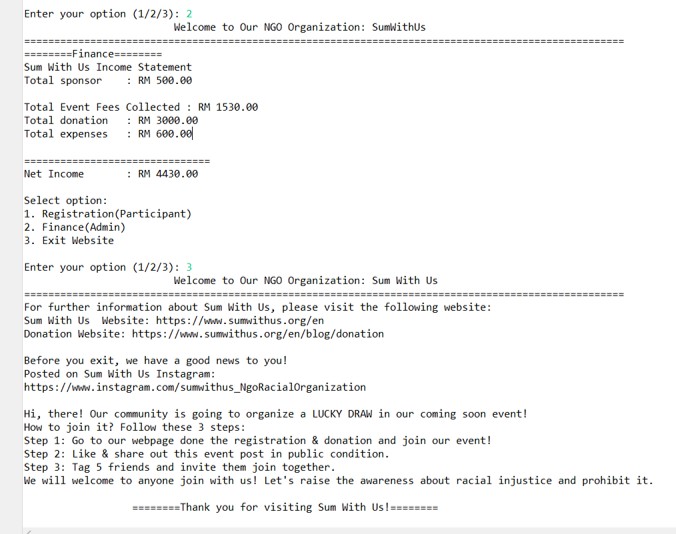 Enter your option (1/2/3): 2
Welcome to Our NGO Organization: SumWithUs
====================================================================================================
========Finance========
Sum With Us Income Statement
Total sponsor : RM 500.00
Total Event Fees Collected : RM 1530.00
Total donation : RM 3000.00
Total expenses : RM 600.00
===============================
Net Income : RM 4430.00
Select option:
1. Registration(Participant)
2. Finance(Admin)
3. Exit Website
Enter your option (1/2/3): 3
Welcome to Our NGO Organization: Sum With Us
====================================================================================================
For further information about Sum With Us, please visit the following website:
Sum With Us Website: https://www.sumwithus.org/en
Donation Website: https://www.sumwithus.org/en/blog/donation
Before you exit, we have a good news to you!
Posted on Sum With Us Instagram:
https://www.instagram.com/sumwithus_NgoRacialOrganization
Hi, there! Our community is going to organize a LUCKY DRAW in our coming soon event!
How to join it? Follow these 3 steps:
Step 1: Go to our webpage done the registration & donation and join our event!
Step 2: Like & share out this event post in public condition.
Step 3: Tag 5 friends and invite them join together.
We will welcome to anyone join with us! Let's raise the awareness about racial injustice and prohibit it.
========Thank you for visiting Sum With Us!========